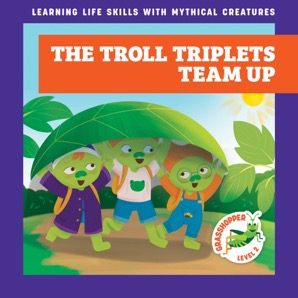 LEARNING LIFE SKILLS WITH MYTHICAL CREATURES
THE TROLL TRIPLETS
TEAM UP
GRASSHOPPER
LEVEL 2